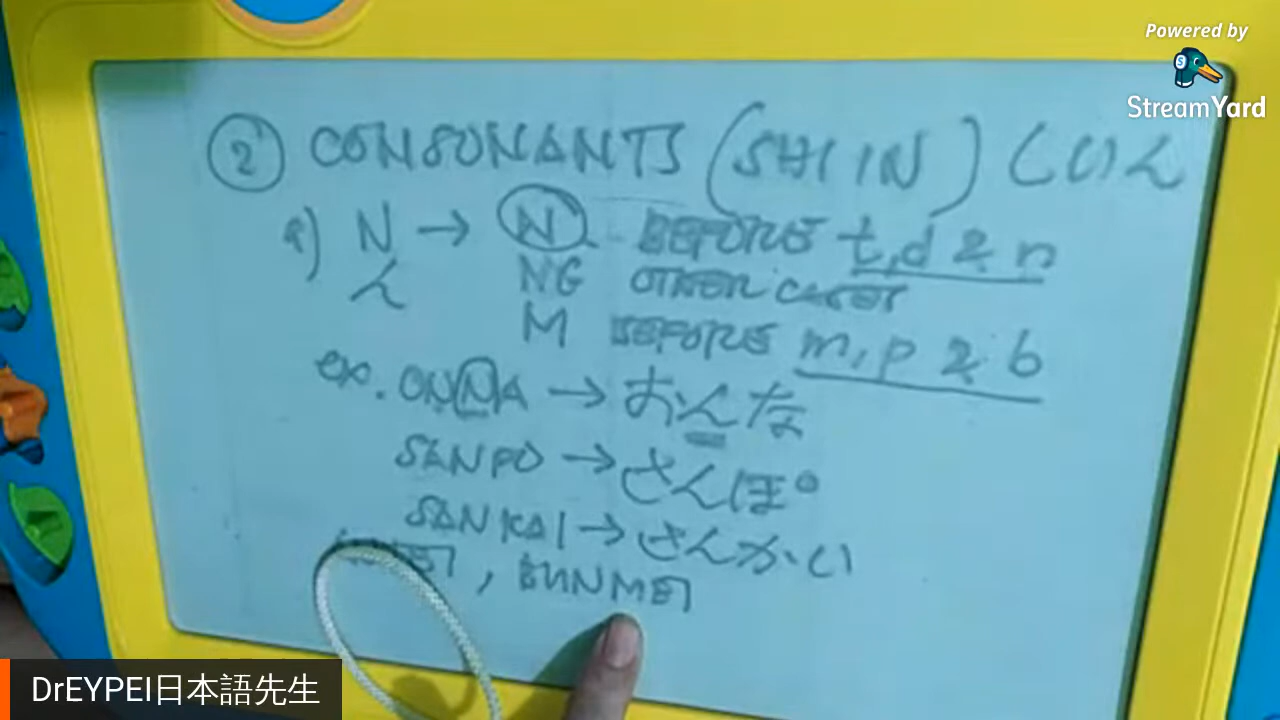 Powered by
StreamYard
② CONSONANTS (SHIIN) しいん
a) N → N. BEFORE t, d & n
ん NG OTHER CASES
M BEFORE m, p & b
ex. ONNA → おんな
SANPO → さんぽ
SANKAI → さんかい
, BUNMEI
DrEYPEI日本語先生